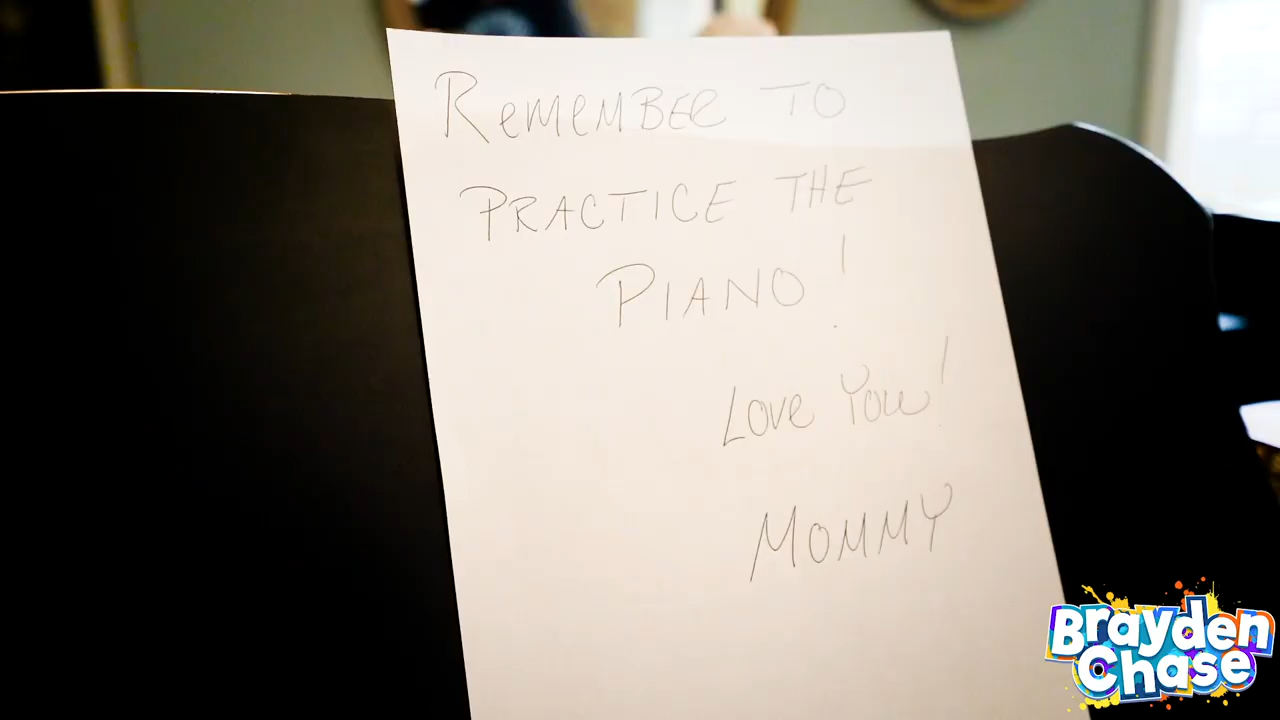 Remember to
Practice the
Piano!
Love You!
Mommy
Brayden
Chase